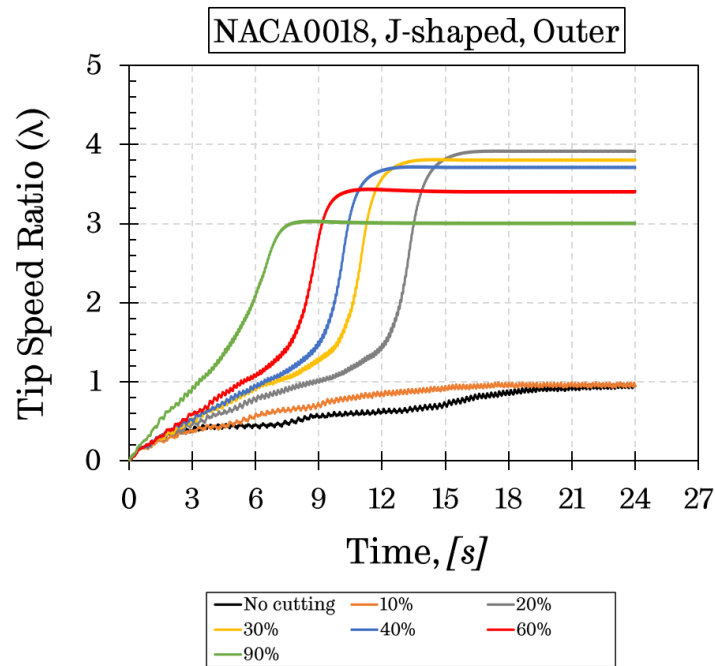 NACA0018, J-shaped, Outer
Tip Speed Ratio (λ)
5
4
3
2
1
0
0 3 6 9 12 15 18 21 24 27
Time, [s]
No cutting 10% 20%
30% 40% 60%
90%